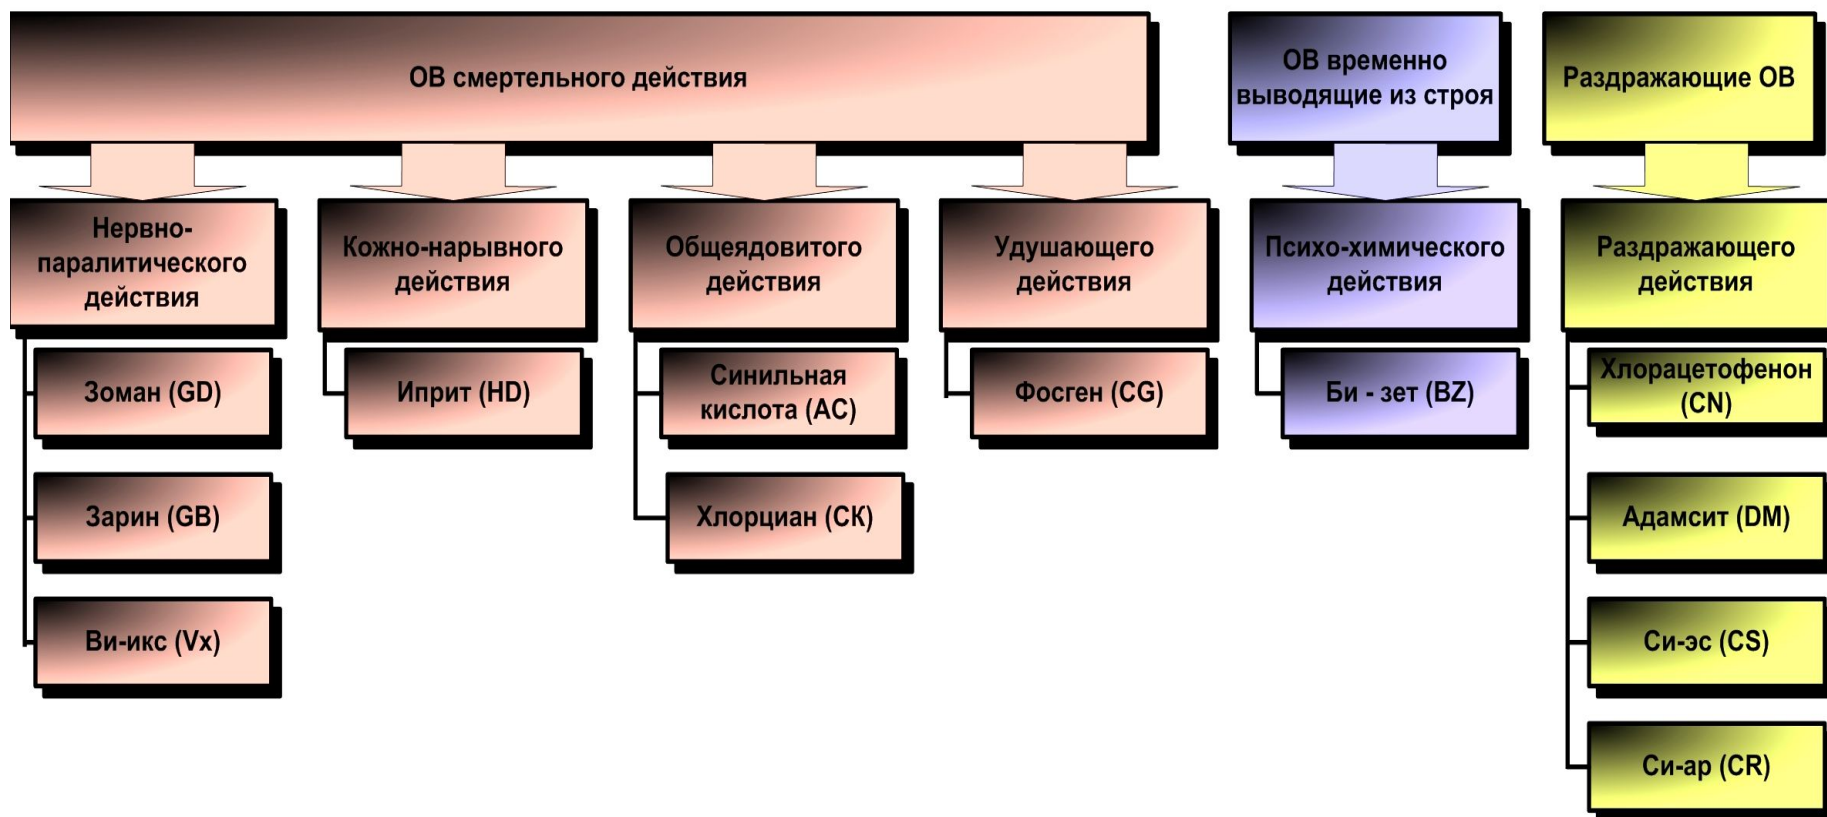 ОВ смертельного действия
ОВ временно
выводящие из строя
Раздражающие ОВ
Нервно-
паралитического
действия
Кожно-нарывного
действия
Общеядовитого
действия
Удушающего
действия
Психо-химического
действия
Раздражающего
действия
Зоман (GD)
Иприт (HD)
Синильная
кислота (АС)
Фосген (CG)
Би - зет (BZ)
Хлорацетофенон
(CN)
Зарин (GB)
Хлорциан (СК)
Адамсит (DM)
Ви-икс (Vx)
Си-эс (CS)
Си-ар (CR)